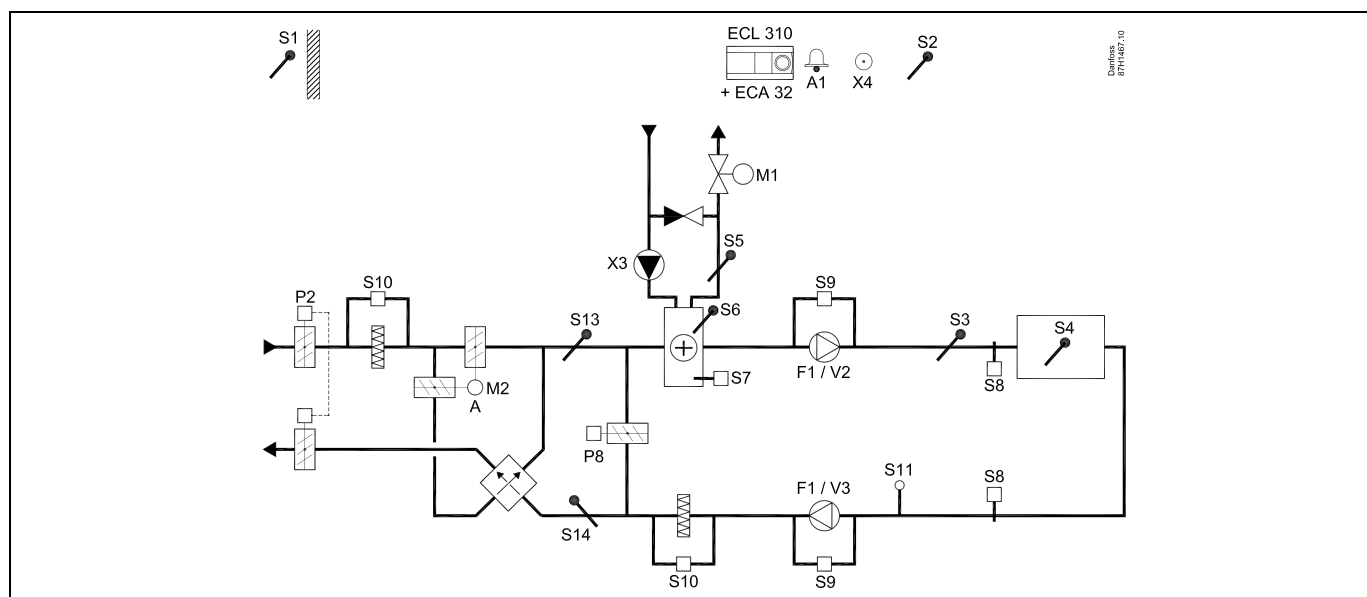 S1
ECL 310
+ ECA 32
A1
X4
S2
Danfoss
87H1467.10
M1
S5
X3
P2
S10
S13
S6
S9
S3
S4
F1 / V2
S7
S8
M2
A
P8
S14
S10
F1 / V3
S9
S11
S8